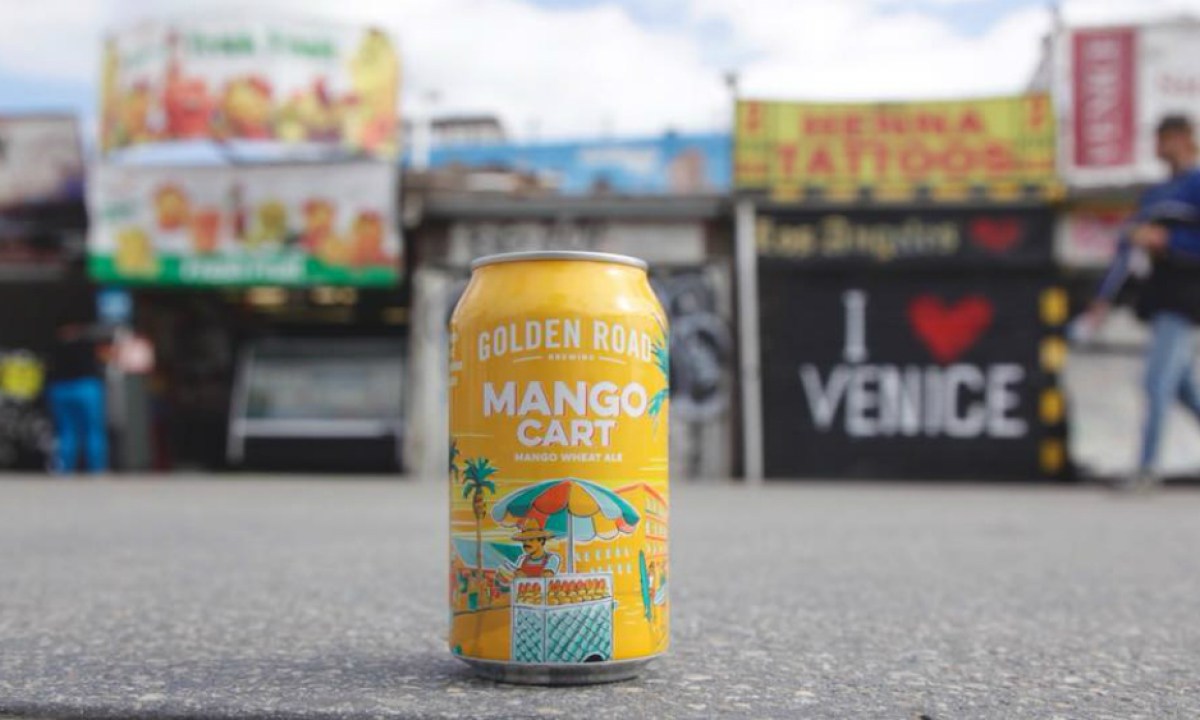 HENNA
TATTOOS
Los Angeles
I ❤
VENICE
GOLDEN ROAD
BREWING
MANGO
CART
MANGO WHEAT ALE